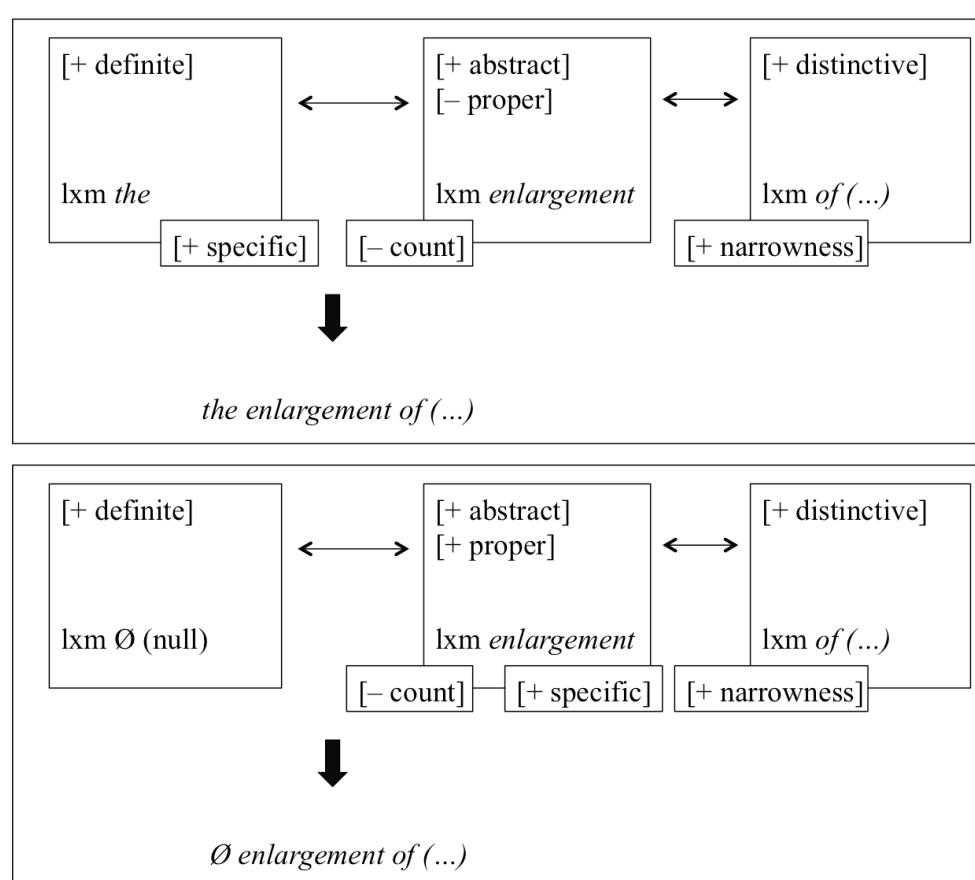 [+ definite]
[+ abstract]
[+ distinctive]
[– proper]
lxm the
lxm enlargement
lxm of (...)
[+ specific]
[– count]
[+ narrowness]
the enlargement of (...)
[+ definite]
[+ abstract]
[+ distinctive]
[+ proper]
lxm Ø (null)
lxm enlargement
lxm of (...)
[– count]
[+ specific]
[+ narrowness]
Ø enlargement of (...)